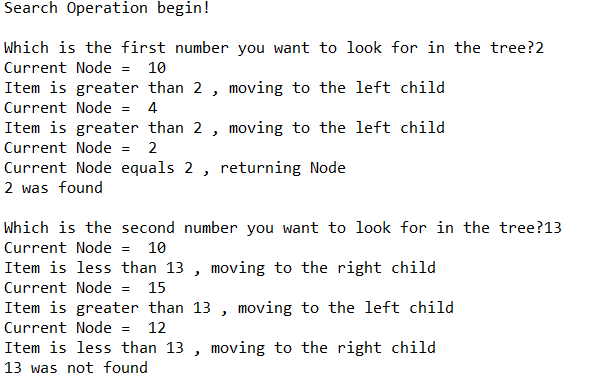 Search Operation begin!
Which is the first number you want to look for in the tree?2
Current Node =  10
Item is greater than 2 , moving to the left child
Current Node =  4
Item is greater than 2 , moving to the left child
Current Node =  2
Current Node equals 2 , returning Node
2 was found
Which is the second number you want to look for in the tree?13
Current Node =  10
Item is less than 13 , moving to the right child
Current Node =  15
Item is greater than 13 , moving to the left child
Current Node =  12
Item is less than 13 , moving to the right child
13 was not found